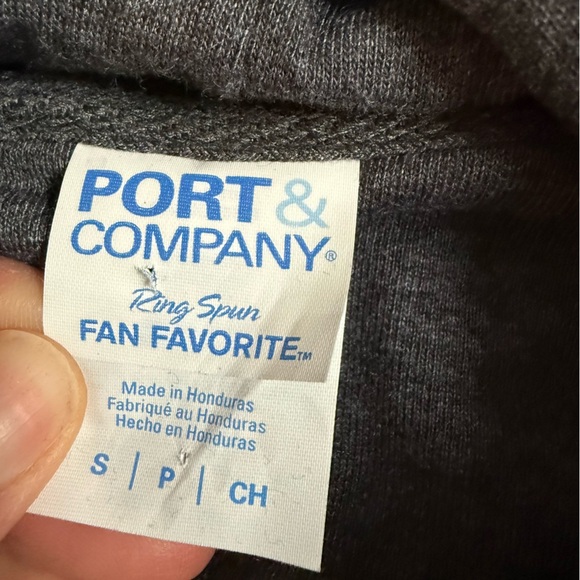 PORT &
COMPANY®
Ring Spun
FAN FAVORITE™
Made in Honduras
Fabriqué au Honduras
Hecho en Honduras
S | P | CH